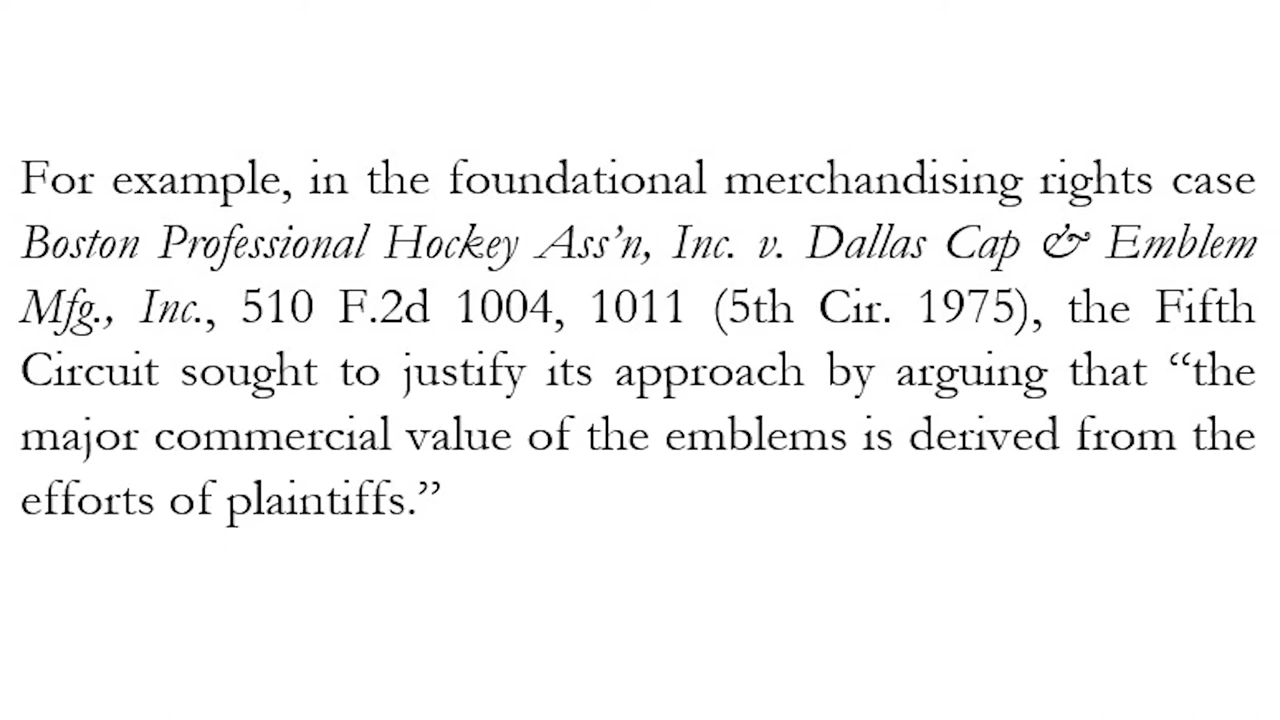 For example, in the foundational merchandising rights case
Boston Professional Hockey Ass’n, Inc. v. Dallas Cap & Emblem
Mfg., Inc., 510 F.2d 1004, 1011 (5th Cir. 1975), the Fifth
Circuit sought to justify its approach by arguing that “the
major commercial value of the emblems is derived from the
efforts of plaintiffs.”